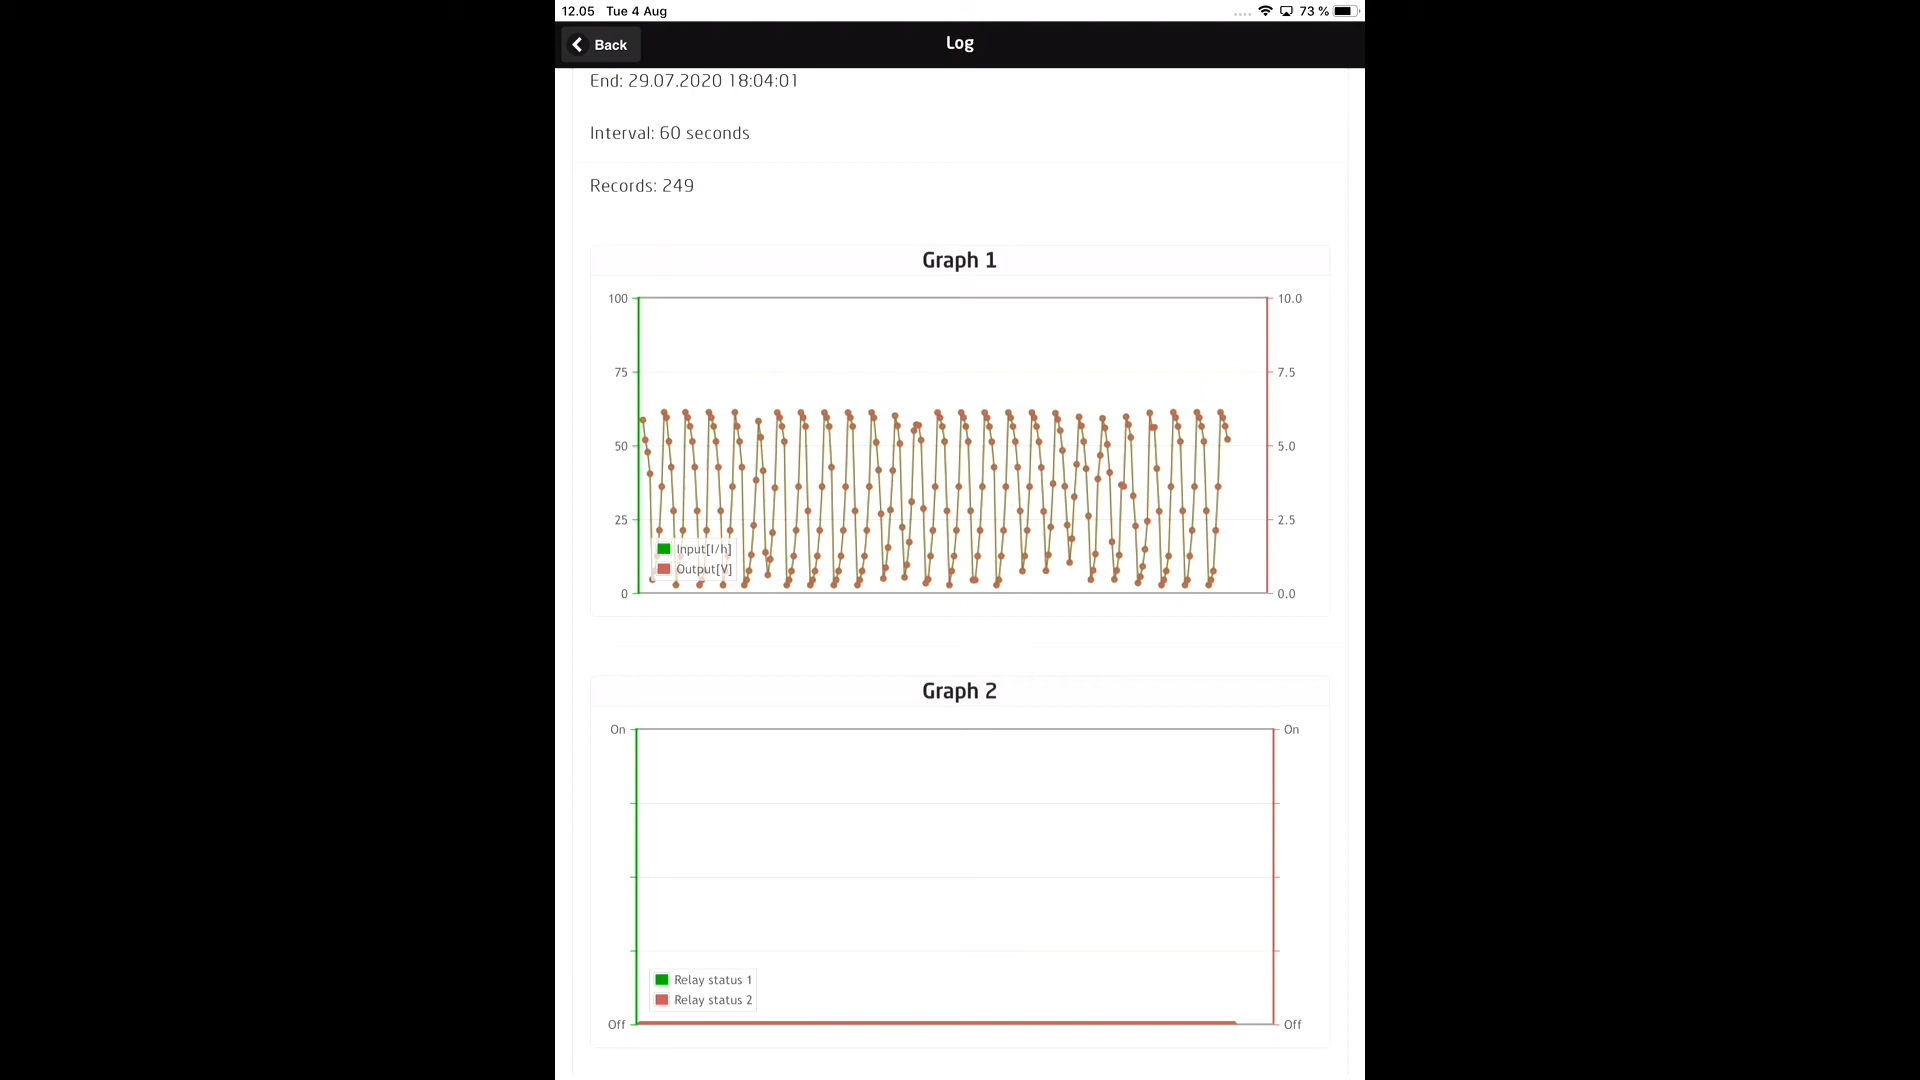 12.05 Tue 4 Aug 73 %
Back
Log
End: 29.07.2020 18:04:01
Interval: 60 seconds
Records: 249
Graph 1
100 10.0
75 7.5
50 5.0
25 2.5
Input[l/h]
Output[V]
0 0.0
Graph 2
On On
Relay status 1
Relay status 2
Off Off